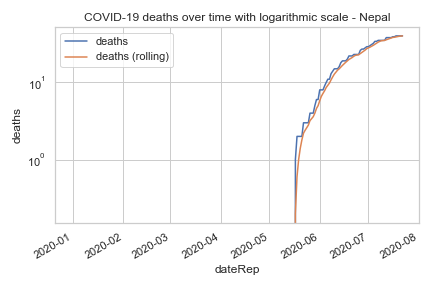 COVID-19 deaths over time with logarithmic scale - Nepal
deaths
deaths (rolling)
10¹
10⁰
deaths
2020-01
2020-02
2020-03
2020-04
2020-05
2020-06
2020-07
2020-08
dateRep